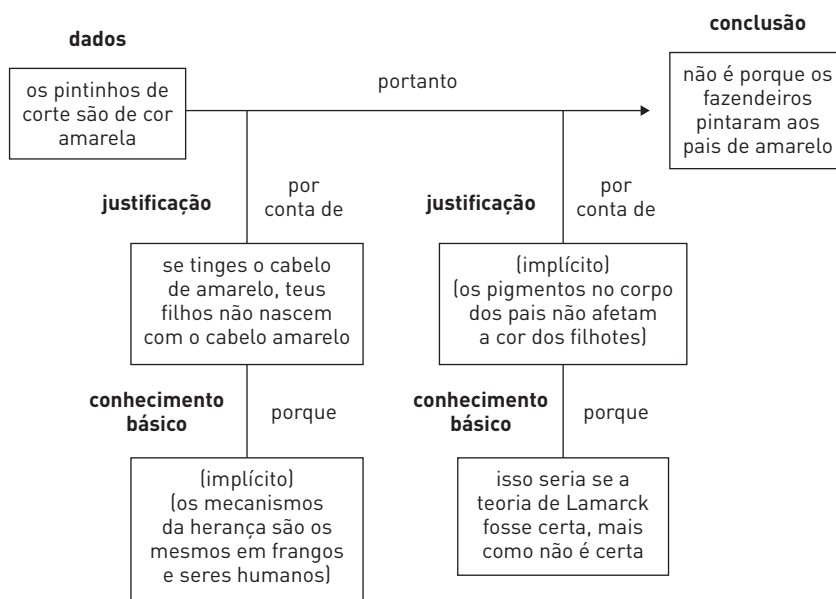 dados
os pintinhos de
corte são de cor
amarela
portanto
conclusão
não é porque os
fazendeiros
pintaram aos
pais de amarelo
justificação
por
conta de
se tinges o cabelo
de amarelo, teus
filhos não nascem
com o cabelo amarelo
conhecimento
básico
porque
(implícito)
(os mecanismos
da herança são os
mesmos em frangos
e seres humanos)
justificação
por
conta de
(implícito)
(os pigmentos no corpo
dos pais não afetam
a cor dos filhotes)
conhecimento
básico
porque
isso seria se a
teoria de Lamarck
fosse certa, mais
como não é certa